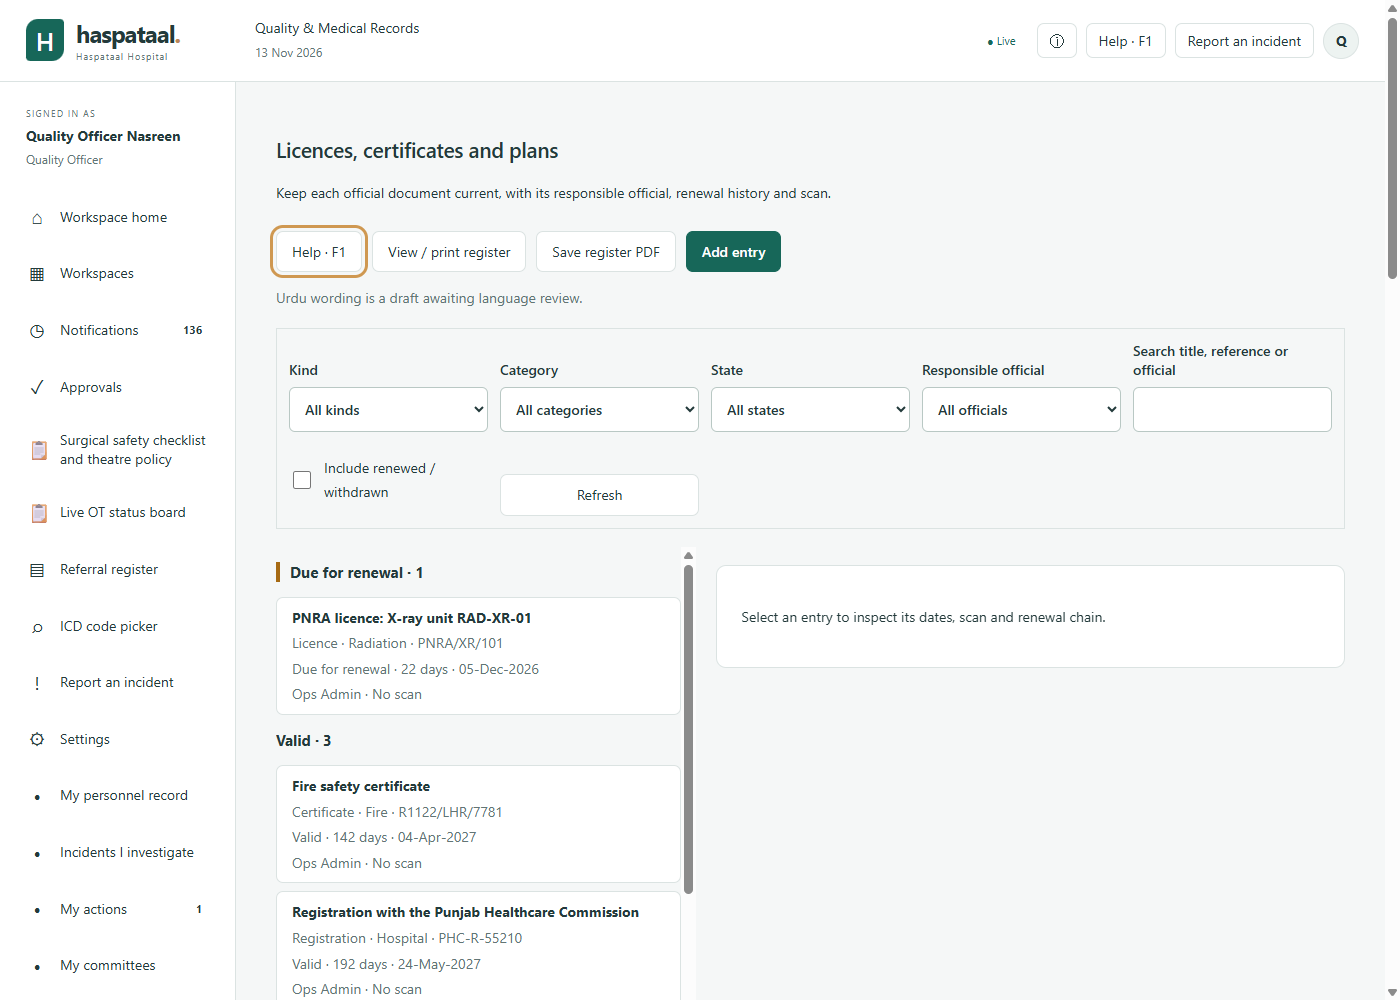 H
haspataal.
Haspataal Hospital
Quality & Medical Records
13 Nov 2026
● Live
Help · F1
Report an incident
Q
SIGNED IN AS
Quality Officer Nasreen
Quality Officer
Workspace home
Workspaces
Notifications 136
Approvals
Surgical safety checklist
and theatre policy
Live OT status board
Referral register
ICD code picker
! Report an incident
Settings
• My personnel record
• Incidents I investigate
• My actions 1
• My committees
Licences, certificates and plans
Keep each official document current, with its responsible official, renewal history and scan.
Help · F1
View / print register
Save register PDF
Add entry
Urdu wording is a draft awaiting language review.
Kind
Category
State
Responsible official
Search title, reference or
official
All kinds
All categories
All states
All officials
Include renewed /
withdrawn
Refresh
Due for renewal · 1
PNRA licence: X-ray unit RAD-XR-01
Licence · Radiation · PNRA/XR/101
Due for renewal · 22 days · 05-Dec-2026
Ops Admin · No scan
Valid · 3
Fire safety certificate
Certificate · Fire · R1122/LHR/7781
Valid · 142 days · 04-Apr-2027
Ops Admin · No scan
Registration with the Punjab Healthcare Commission
Registration · Hospital · PHC-R-55210
Valid · 192 days · 24-May-2027
Ops Admin · No scan
Select an entry to inspect its dates, scan and renewal chain.